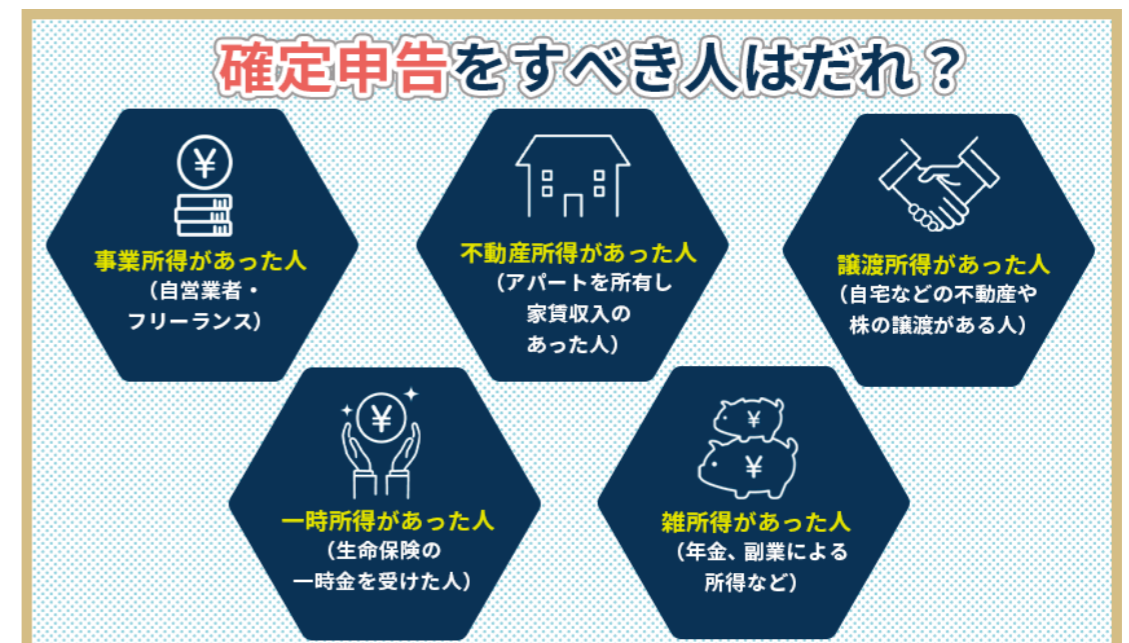 確定申告をすべき人はだれ？
¥
事業所得があった人
（自営業者・
フリーランス）
不動産所得があった人
（アパートを所有し
家賃収入の
あった人）
譲渡所得があった人
（自宅などの不動産や
株の譲渡がある人）
¥
一時所得があった人
（生命保険の
一時金を受けた人）
¥
¥
雑所得があった人
（年金、副業による
所得など）